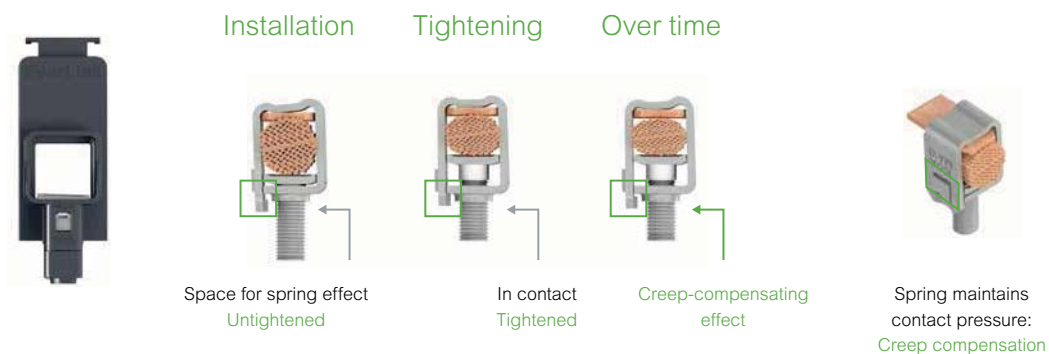 Installation
Tightening
Over time
Space for spring effect
Untightened
In contact
Tightened
Creep-compensating
effect
Spring maintains
contact pressure:
Creep compensation